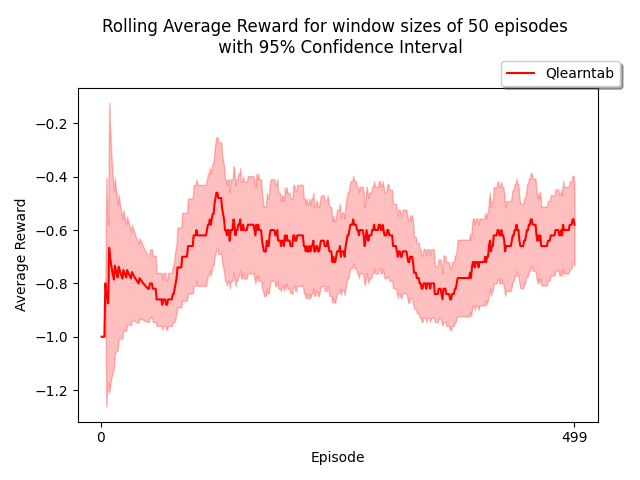 Rolling Average Reward for window sizes of 50 episodes
with 95% Confidence Interval
Qlearntab
−0.2
−0.4
−0.6
−0.8
−1.0
−1.2
Average Reward
0
499
Episode